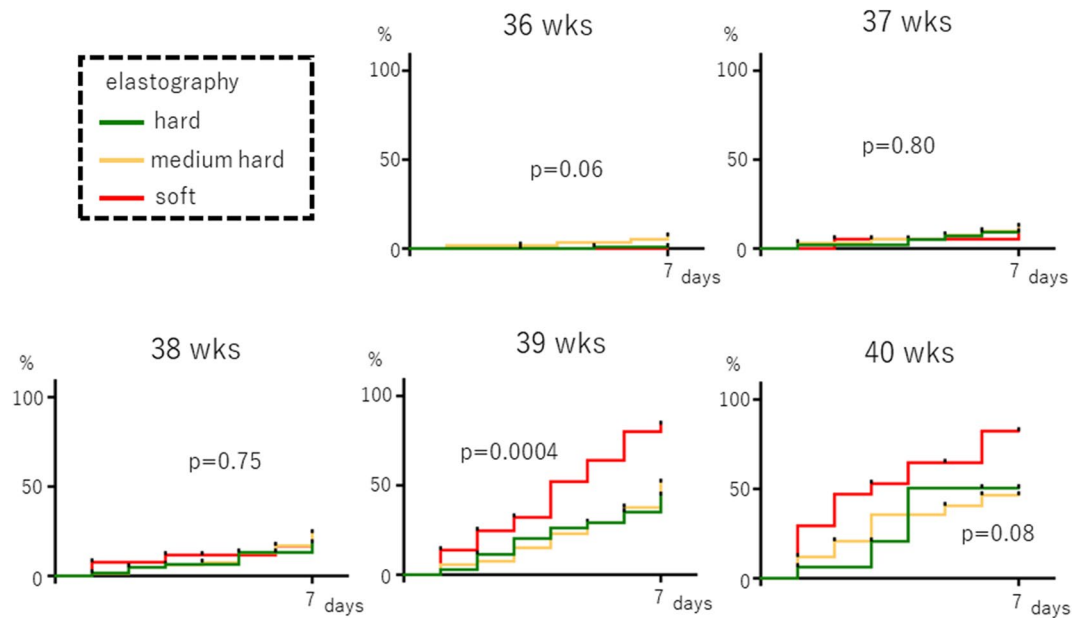 elastography
hard
medium hard
soft
36 wks
%
100
50
0
p=0.06
7 days
37 wks
%
100
50
0
p=0.80
7 days
38 wks
%
100
50
0
p=0.75
7 days
39 wks
%
100
50
0
p=0.0004
7 days
40 wks
%
100
50
0
p=0.08
7 days